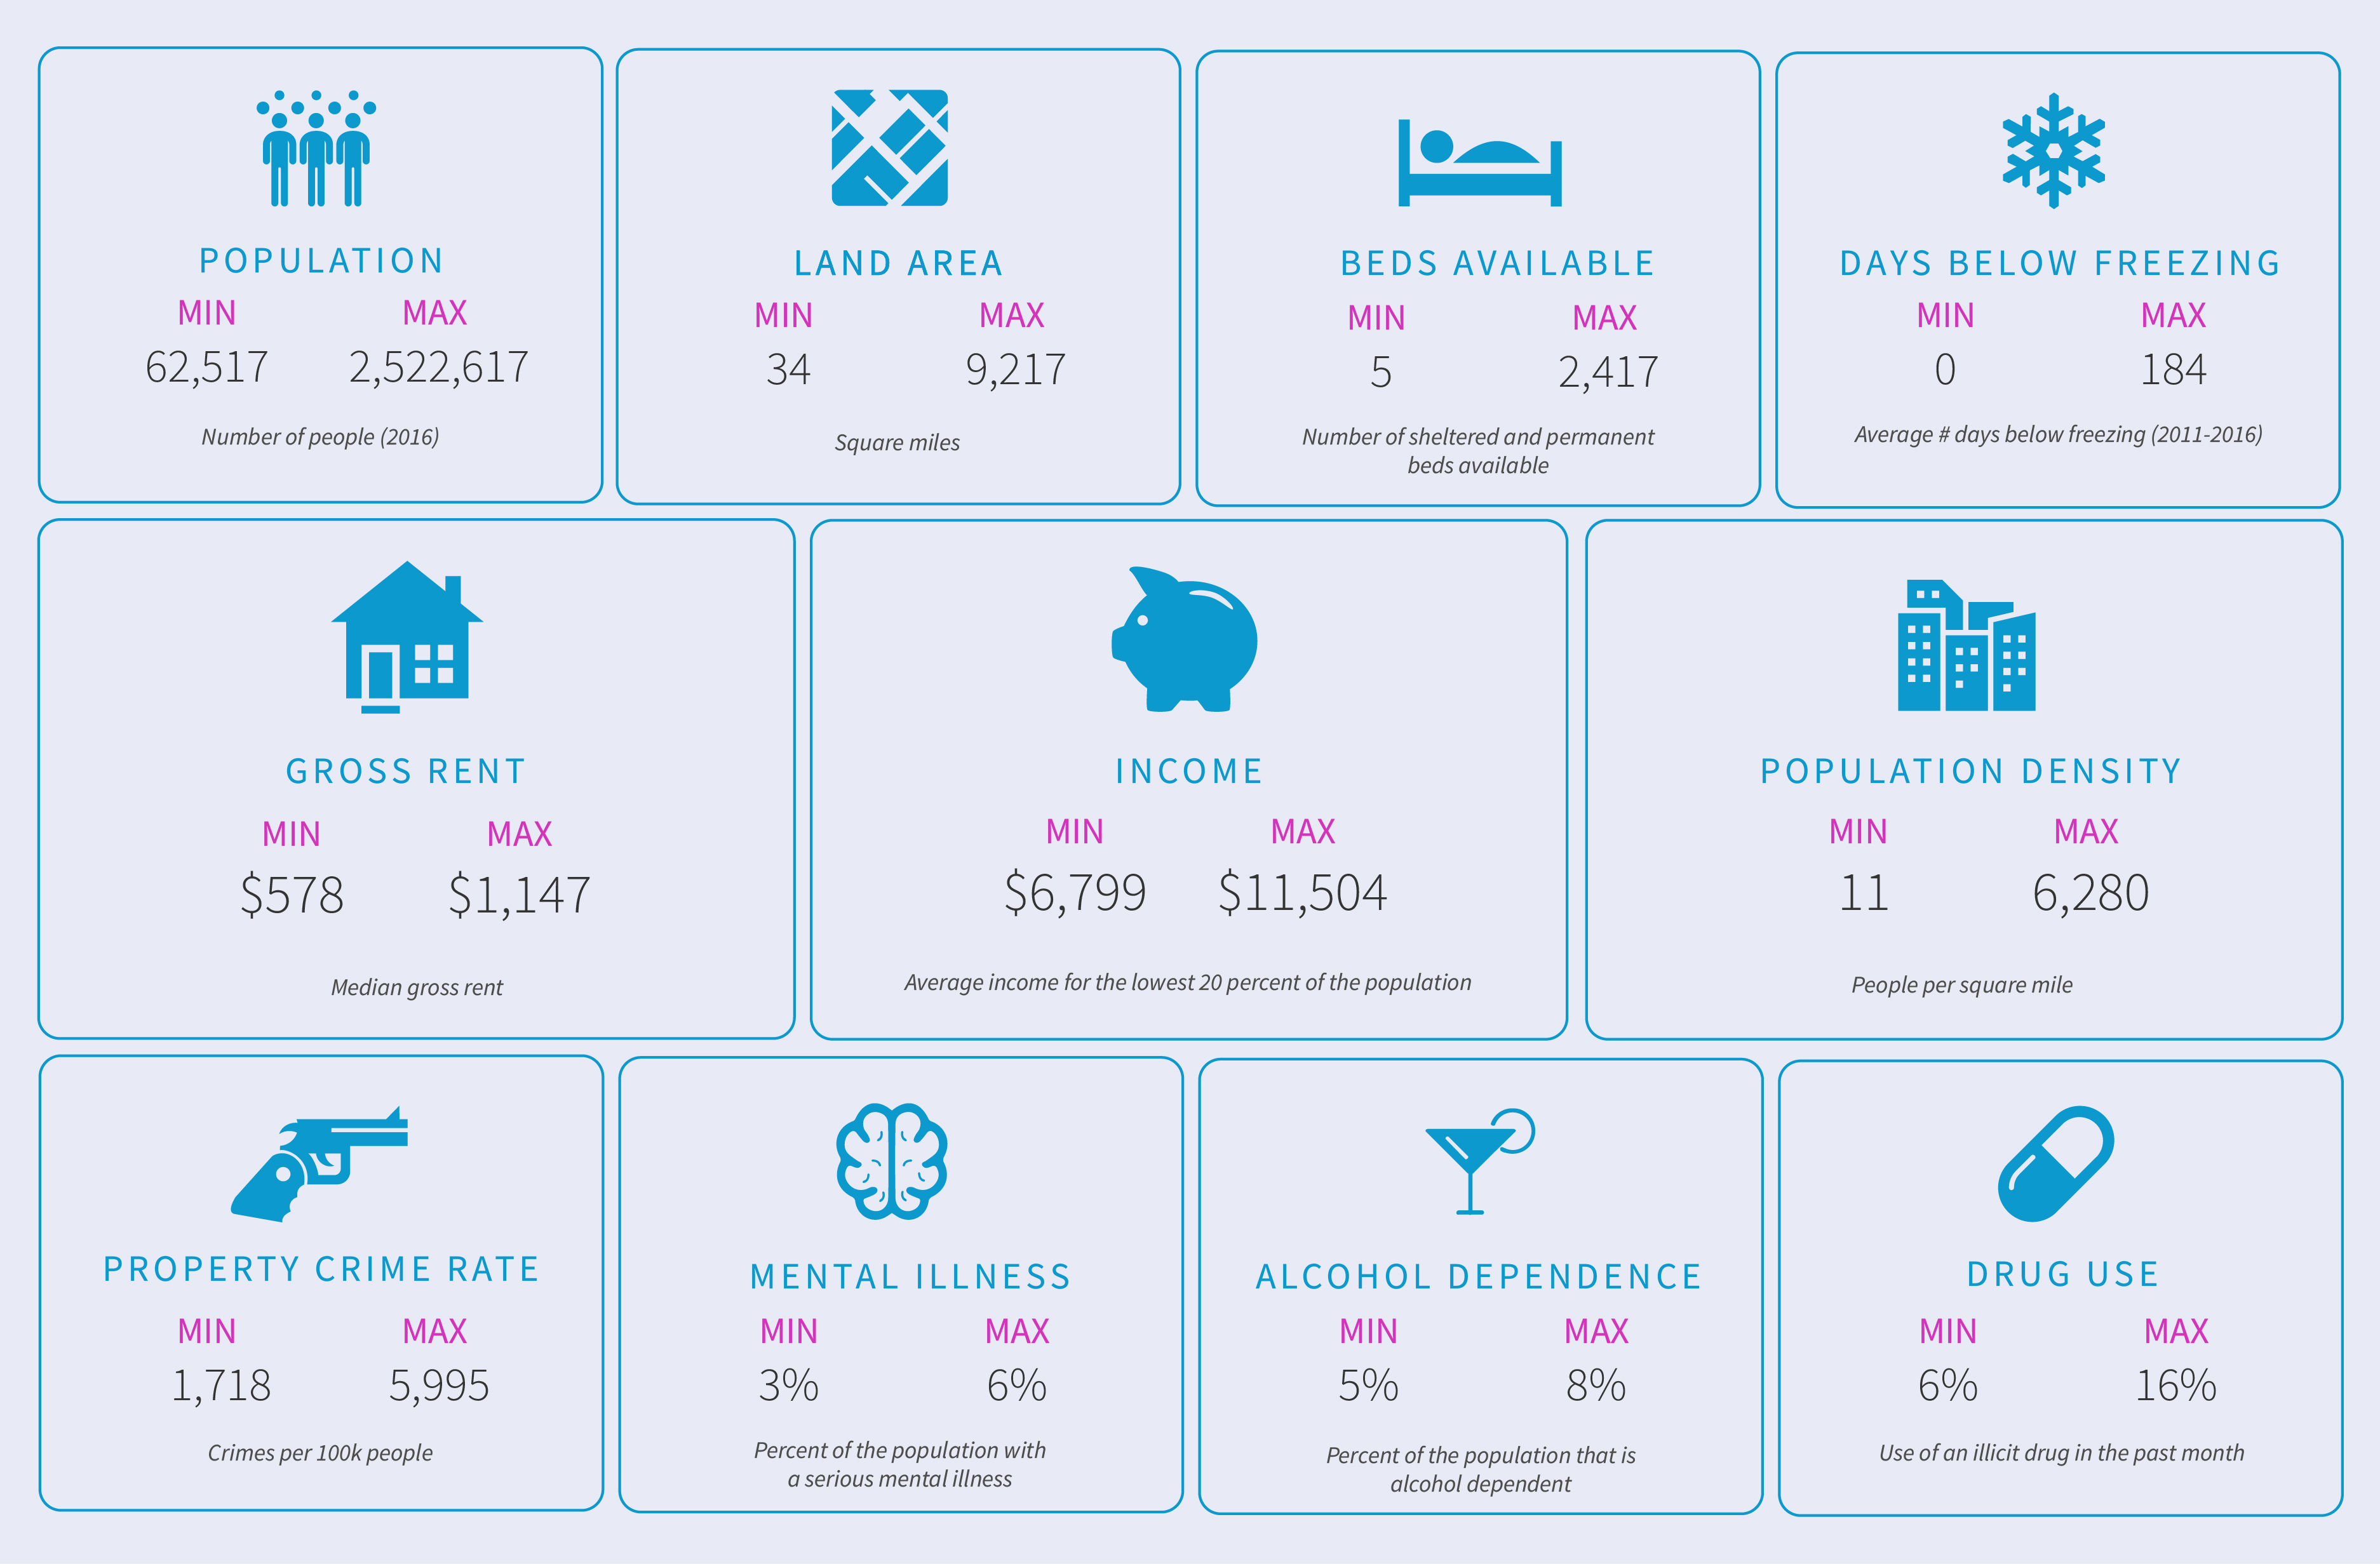 POPULATION
MIN MAX
62,517 2,522,617
Number of people (2016)
LAND AREA
MIN MAX
34 9,217
Square miles
BEDS AVAILABLE
MIN MAX
5 2,417
Number of sheltered and permanent
beds available
DAYS BELOW FREEZING
MIN MAX
0 184
Average # days below freezing (2011-2016)
GROSS RENT
MIN MAX
$578 $1,147
Median gross rent
INCOME
MIN MAX
$6,799 $11,504
Average income for the lowest 20 percent of the population
POPULATION DENSITY
MIN MAX
11 6,280
People per square mile
PROPERTY CRIME RATE
MIN MAX
1,718 5,995
Crimes per 100k people
MENTAL ILLNESS
MIN MAX
3% 6%
Percent of the population with
a serious mental illness
ALCOHOL DEPENDENCE
MIN MAX
5% 8%
Percent of the population that is
alcohol dependent
DRUG USE
MIN MAX
6% 16%
Use of an illicit drug in the past month